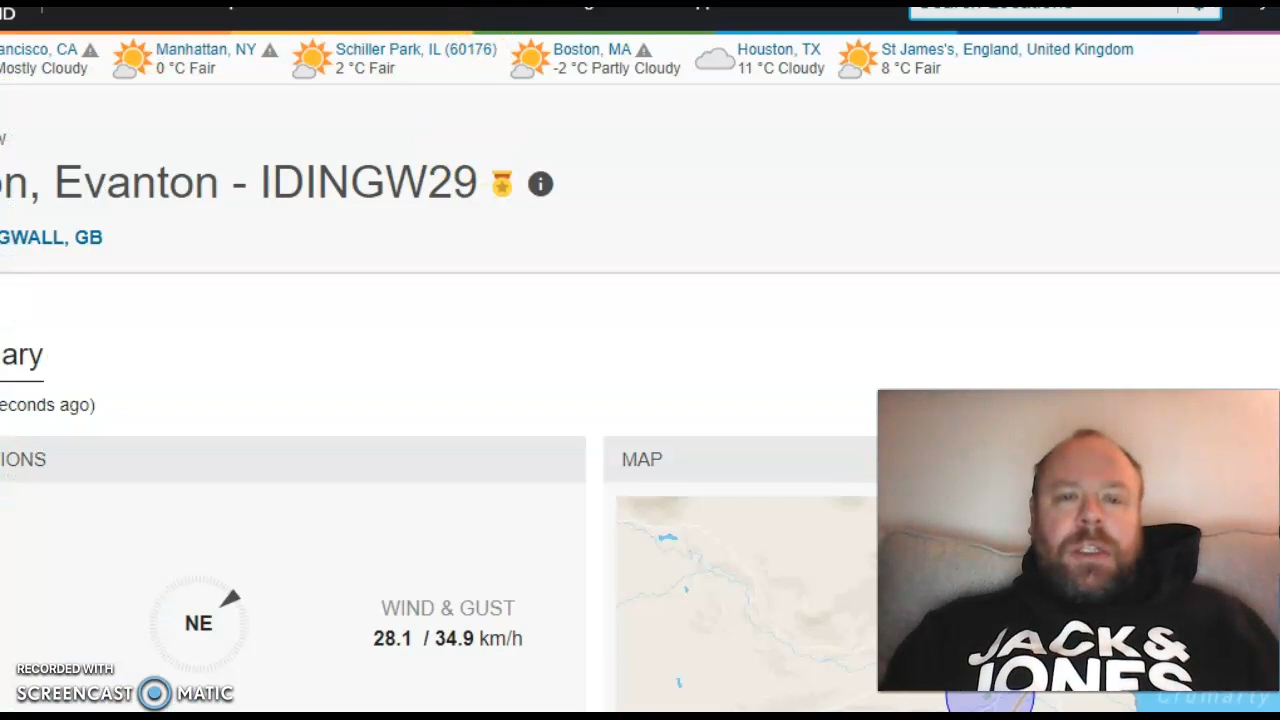 ancisco, CA
Mostly Cloudy
Manhattan, NY
0 °C Fair
Schiller Park, IL (60176)
2 °C Fair
Boston, MA
-2 °C Partly Cloudy
Houston, TX
11 °C Cloudy
St James's, England, United Kingdom
8 °C Fair
on, Evanton - IDINGW29
GWALL, GB
ary
econds ago)
IONS
MAP
NE
WIND & GUST
28.1 / 34.9 km/h
RECORDED WITH
SCREENCAST MATIC
JACK&
JONES
Cromarty